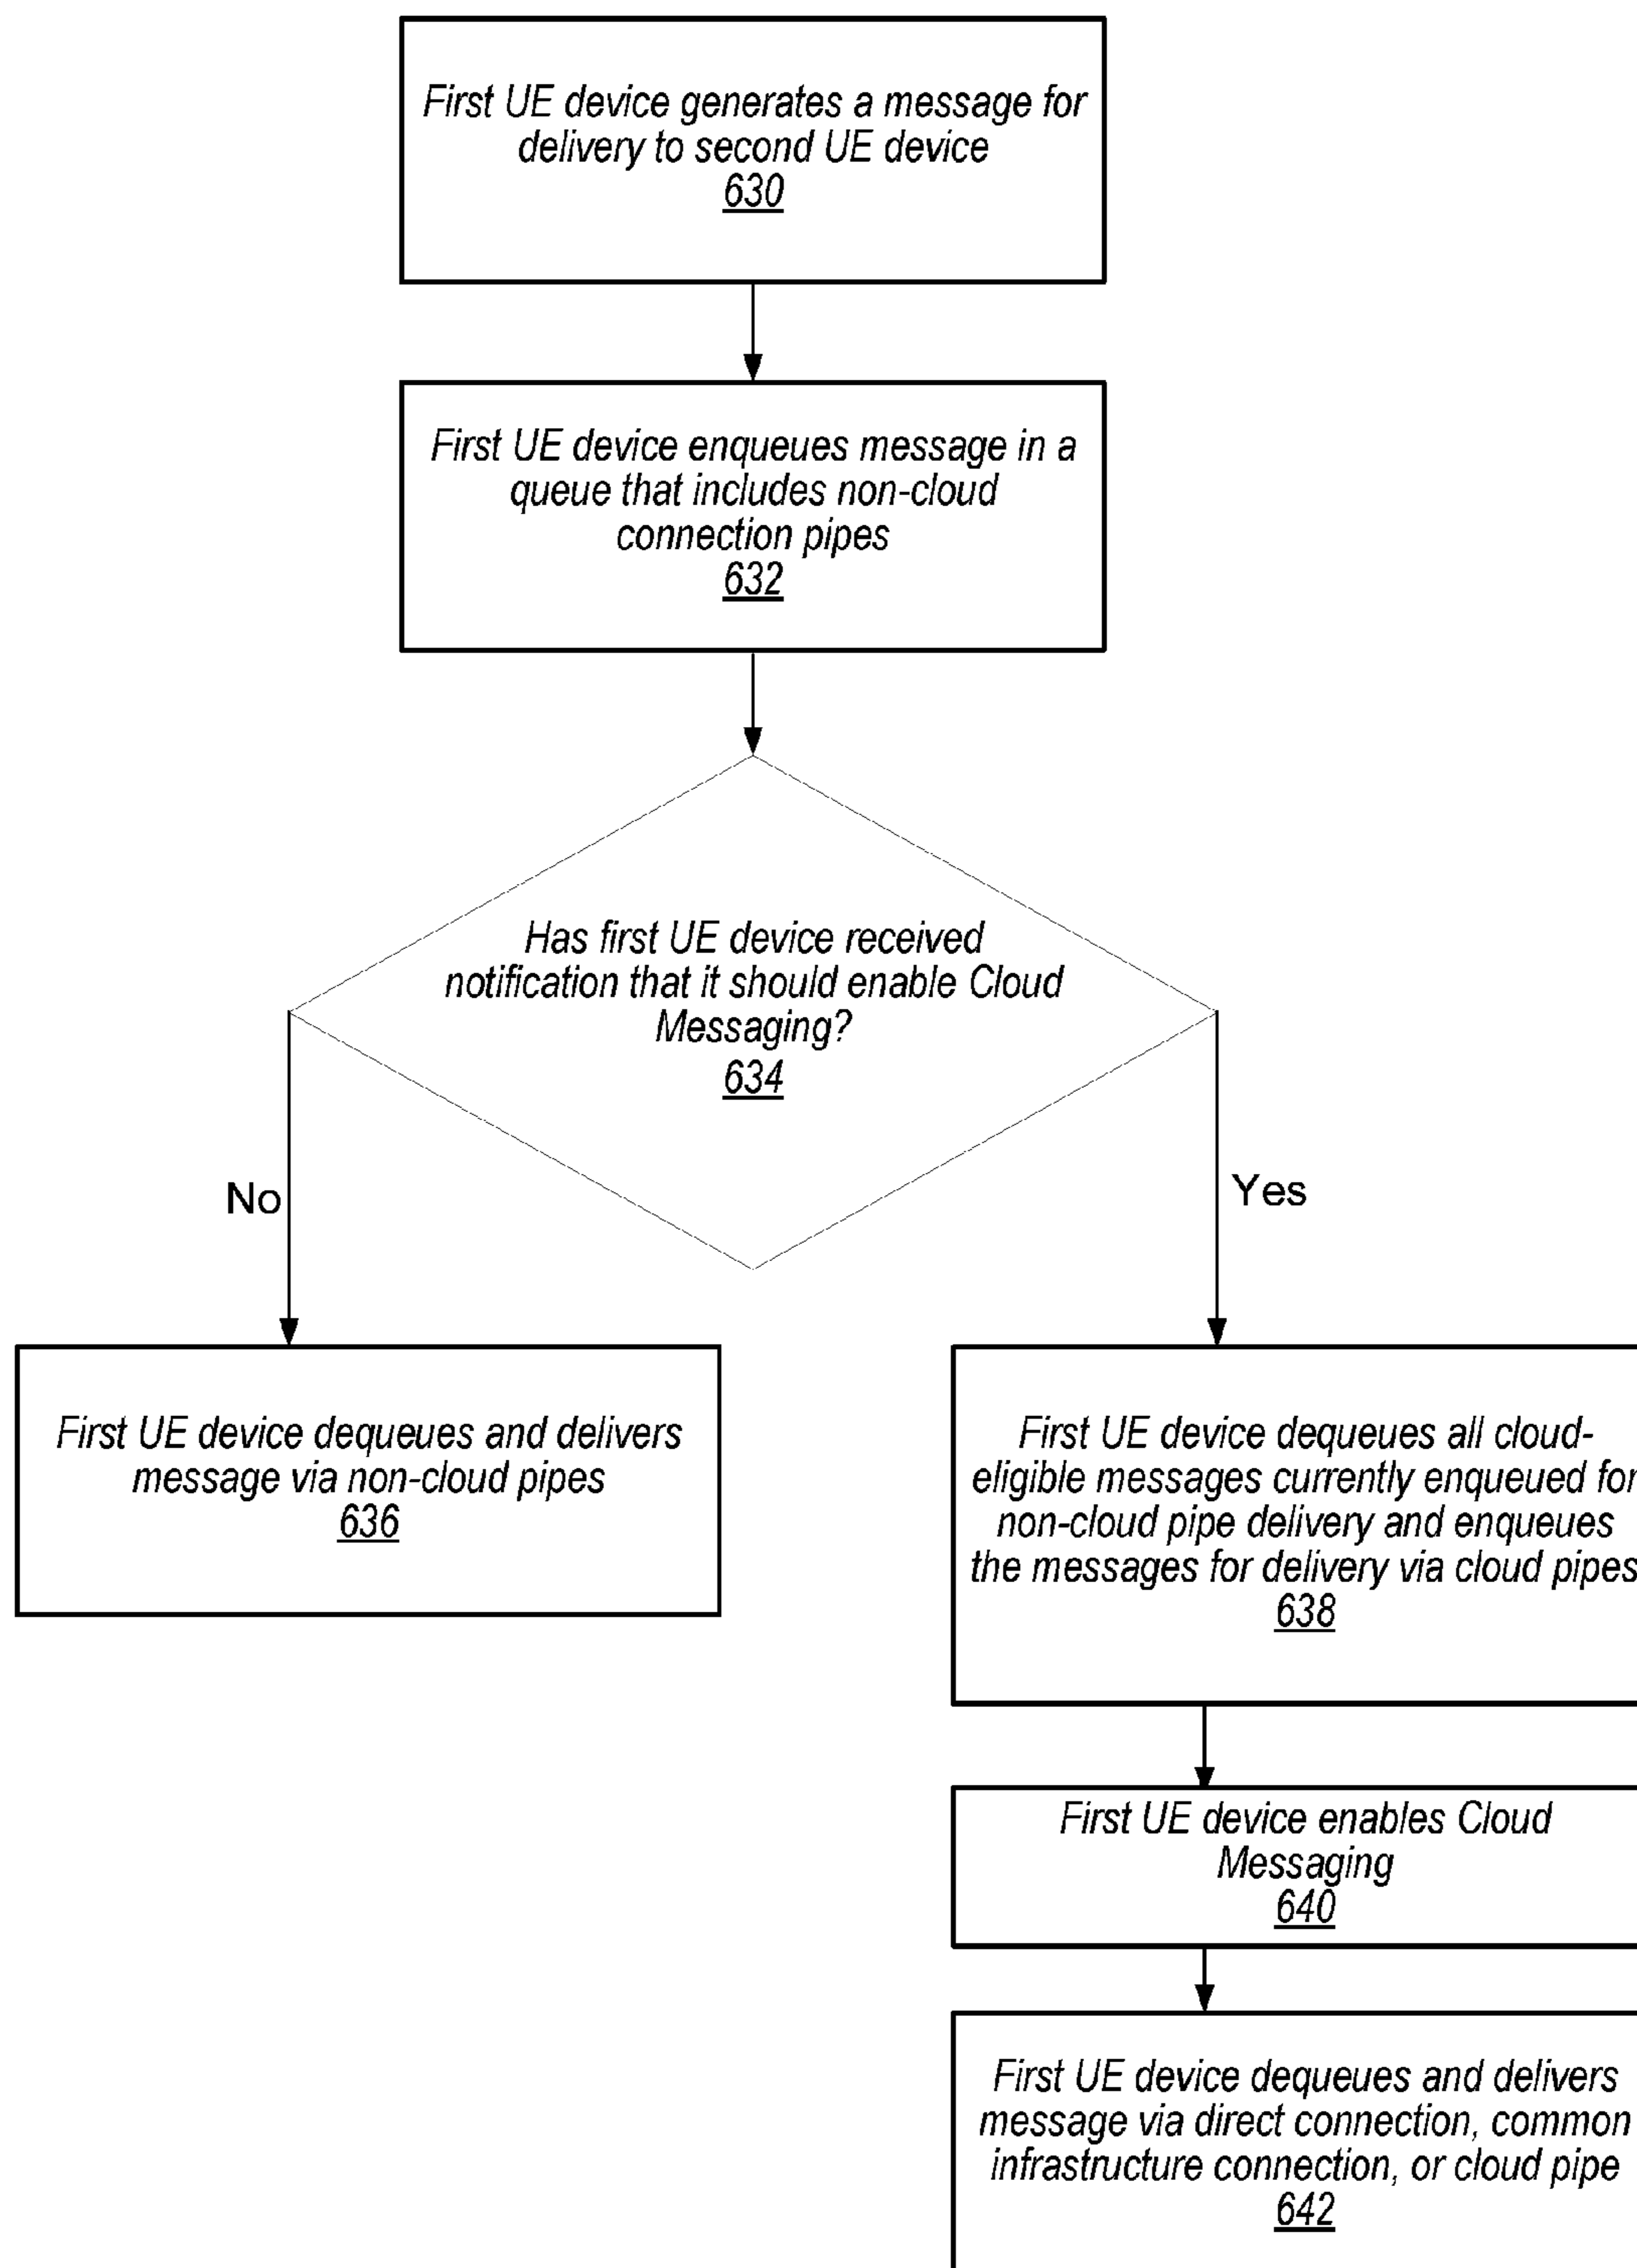 First UE device generates a message for
delivery to second UE device
630
First UE device enqueues message in a
queue that includes non-cloud
connection pipes
632
Has first UE device received
notification that it should enable Cloud
Messaging?
634
No
Yes
First UE device dequeues and delivers
message via non-cloud pipes
636
First UE device dequeues all cloud-
eligible messages currently enqueued for
non-cloud pipe delivery and enqueues
the messages for delivery via cloud pipes
638
First UE device enables Cloud
Messaging
640
First UE device dequeues and delivers
message via direct connection, common
infrastructure connection, or cloud pipe
642